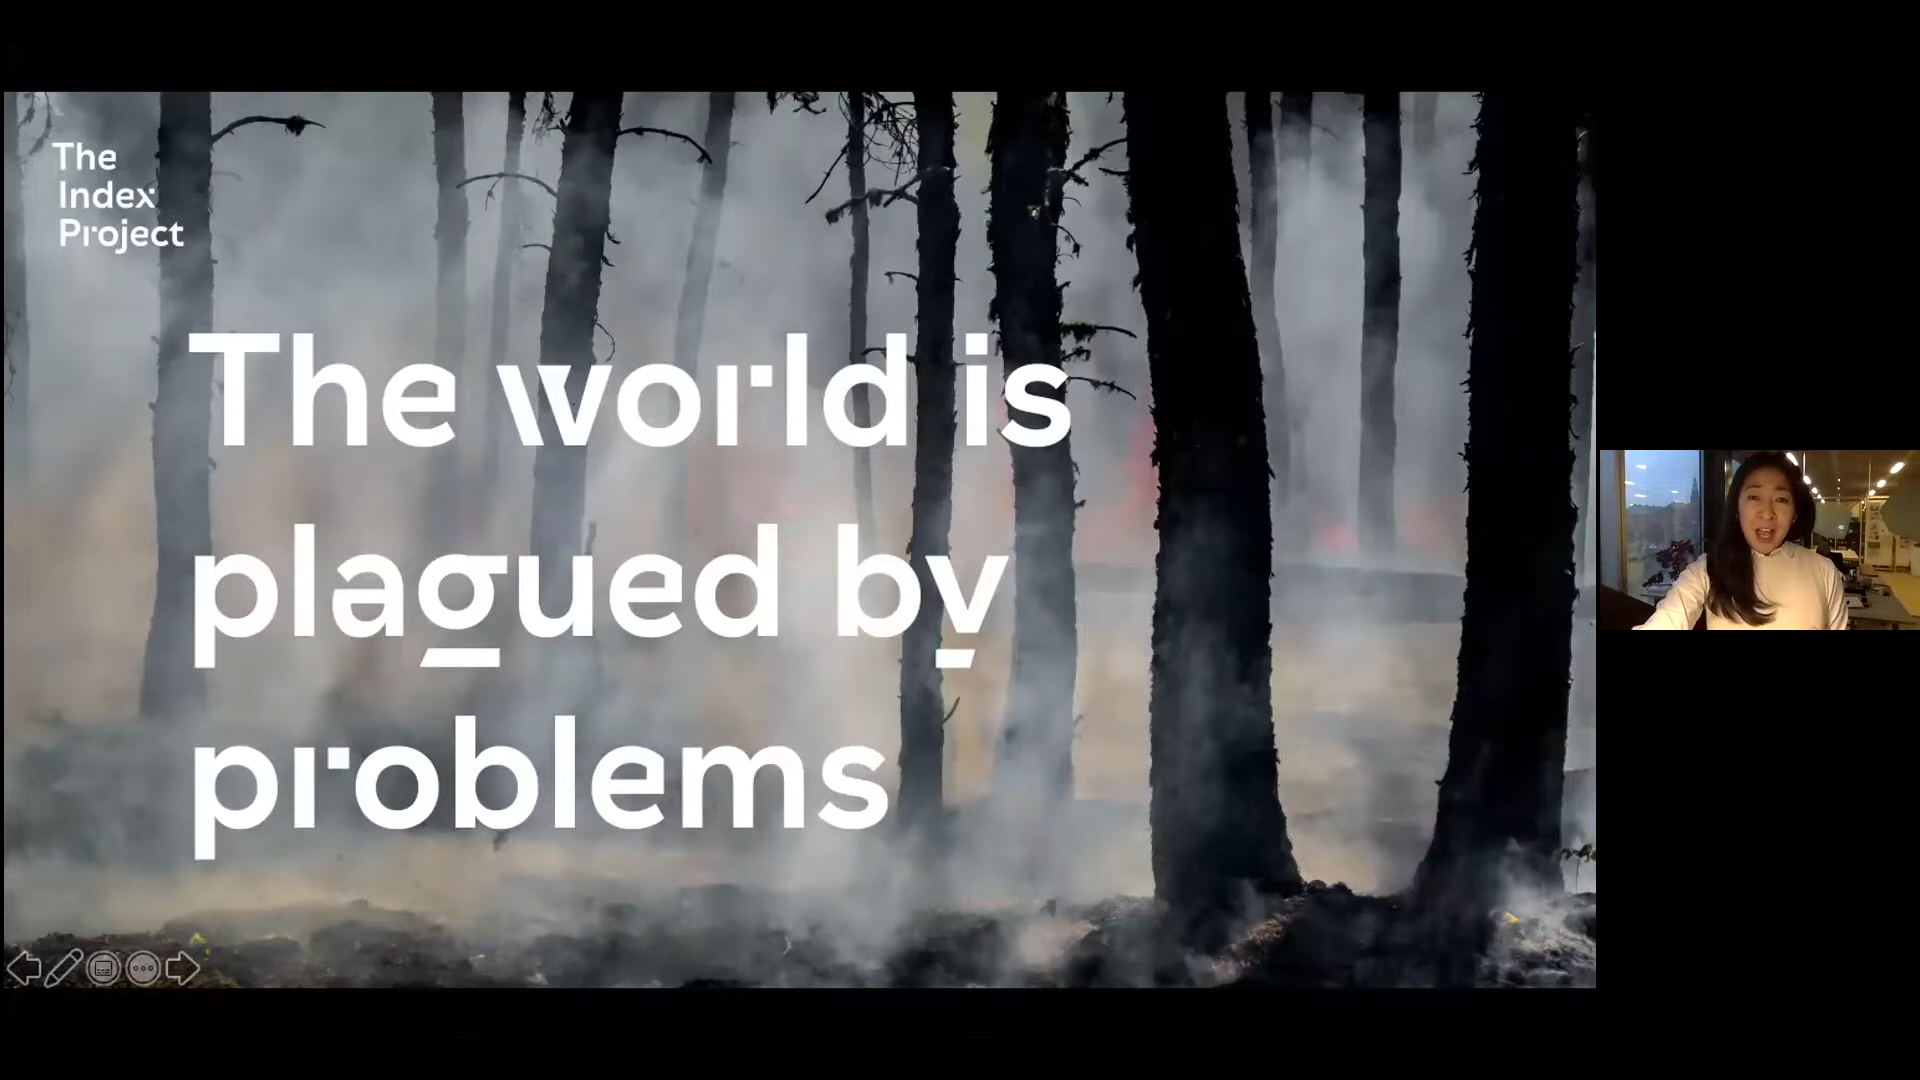 The
Index
Project
The world is
plagued by
problems